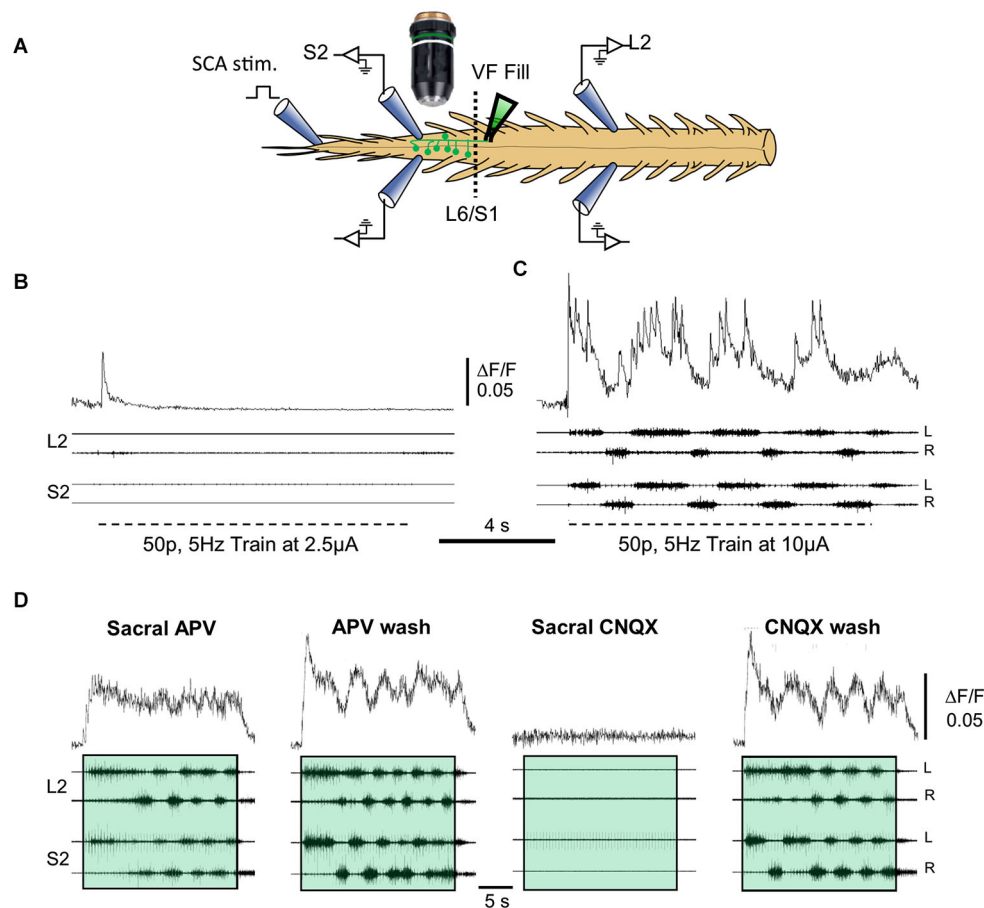 A
SCA stim.
S2
VF Fill
L2
L6/S1
B
C
ΔF/F
0.05
L2
S2
L
R
L
R
4 s
50p, 5Hz Train at 2.5μA
50p, 5Hz Train at 10μA
D
Sacral APV
APV wash
Sacral CNQX
CNQX wash
ΔF/F
0.05
L2
S2
L
R
L
R
5 s